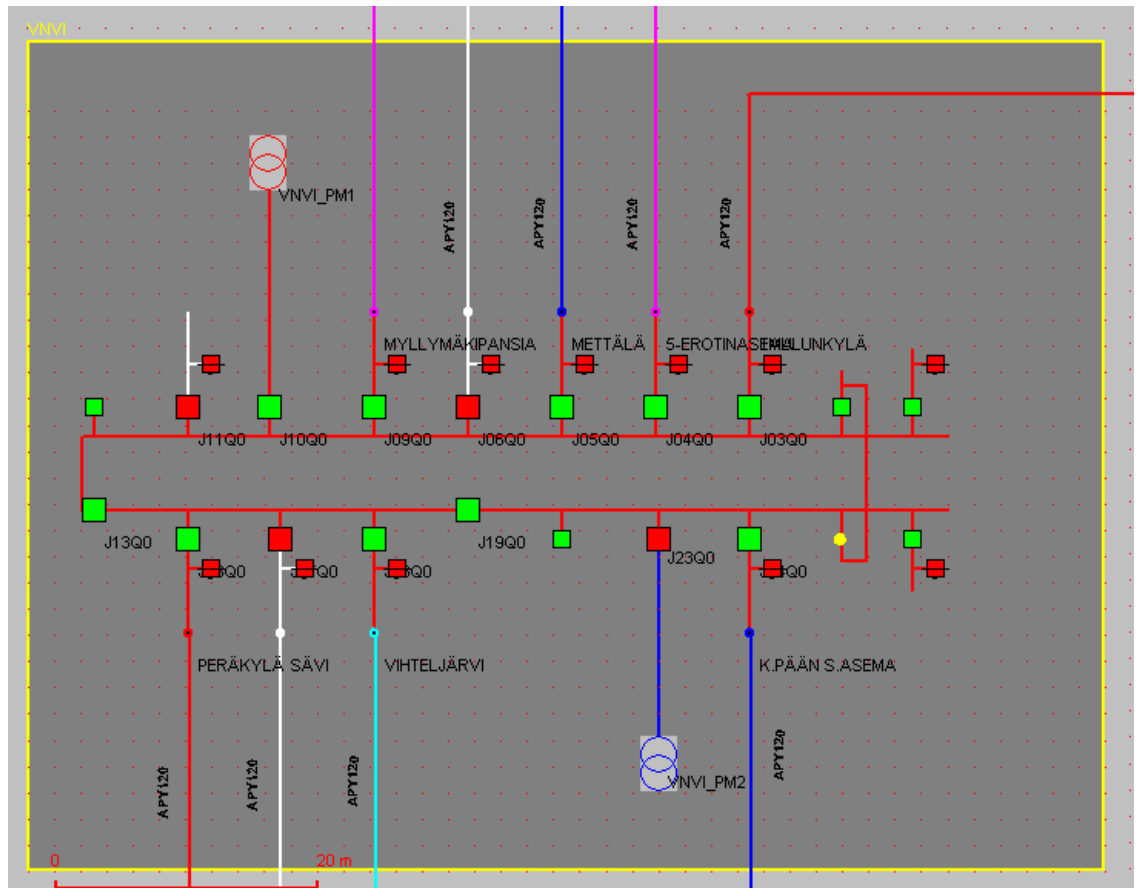 VNVI
VNVI_PM1
APY120
APY120
APY120
APY120
MYLLYMÄKIPANSIA
METTÄLÄ
5-EROTINASEMA
J11Q0
J10Q0
J09Q0
J06Q0
J05Q0
J04Q0
J03Q0
J13Q0
J19Q0
J23Q0
PERÄKYLÄ
SÄVI
VIHTELJÄRVI
K.PÄÄN S.ASEMA
APY120
APY120
APY120
VNVI_PM2
APY120
0
20 m